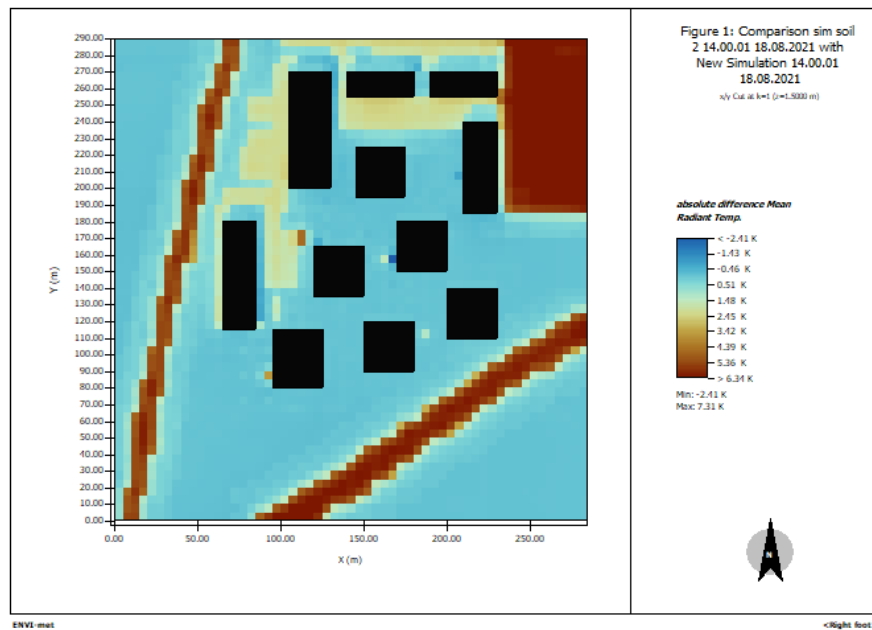 Figure 1: Comparison sim soil
2 14.00.01 18.08.2021 with
New Simulation 14.00.01
18.08.2021
x/y Cut at k=1 (z=1.5000 m)
290.00
280.00
270.00
260.00
250.00
240.00
230.00
220.00
210.00
200.00
190.00
180.00
170.00
160.00
150.00
140.00
130.00
120.00
110.00
100.00
90.00
80.00
70.00
60.00
50.00
40.00
30.00
20.00
10.00
0.00
Y (m)
0.00 50.00 100.00 150.00 200.00 250.00
X (m)
absolute difference Mean
Radiant Temp.
< -2.41 K
-1.43 K
-0.46 K
0.51 K
1.48 K
2.45 K
3.42 K
4.39 K
5.36 K
> 6.34 K
Min: -2.41 K
Max: 7.31 K
N
ENVI-met
<Right foot